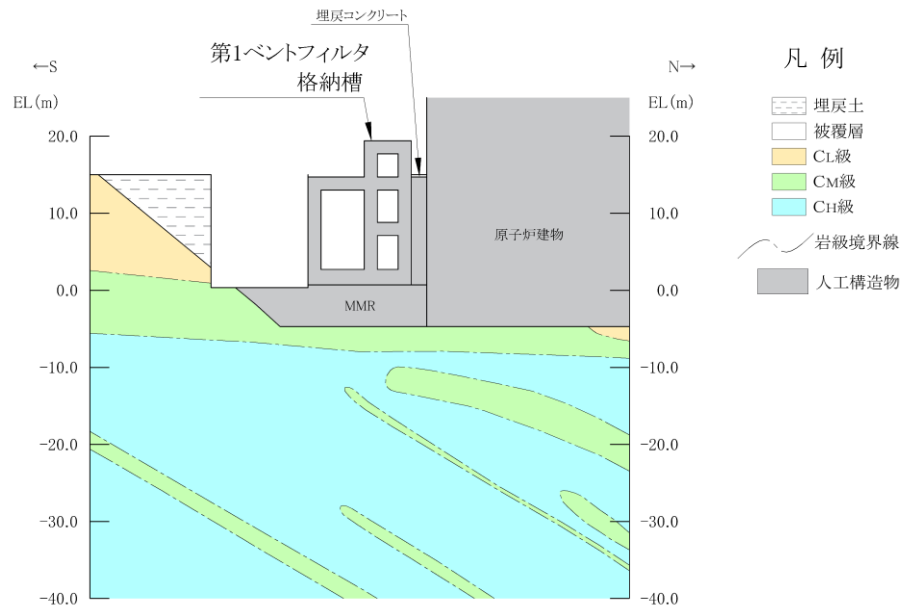 埋戻コンクリート
第1ベントフィルタ
格納槽
←S
N→
凡 例
EL(m)
EL(m)
20.0
10.0
0.0
-10.0
-20.0
-30.0
-40.0
20.0
10.0
0.0
-10.0
-20.0
-30.0
-40.0
原子炉建物
MMR
埋戻土
被覆層
CL級
CM級
CH級
岩級境界線
人工構造物